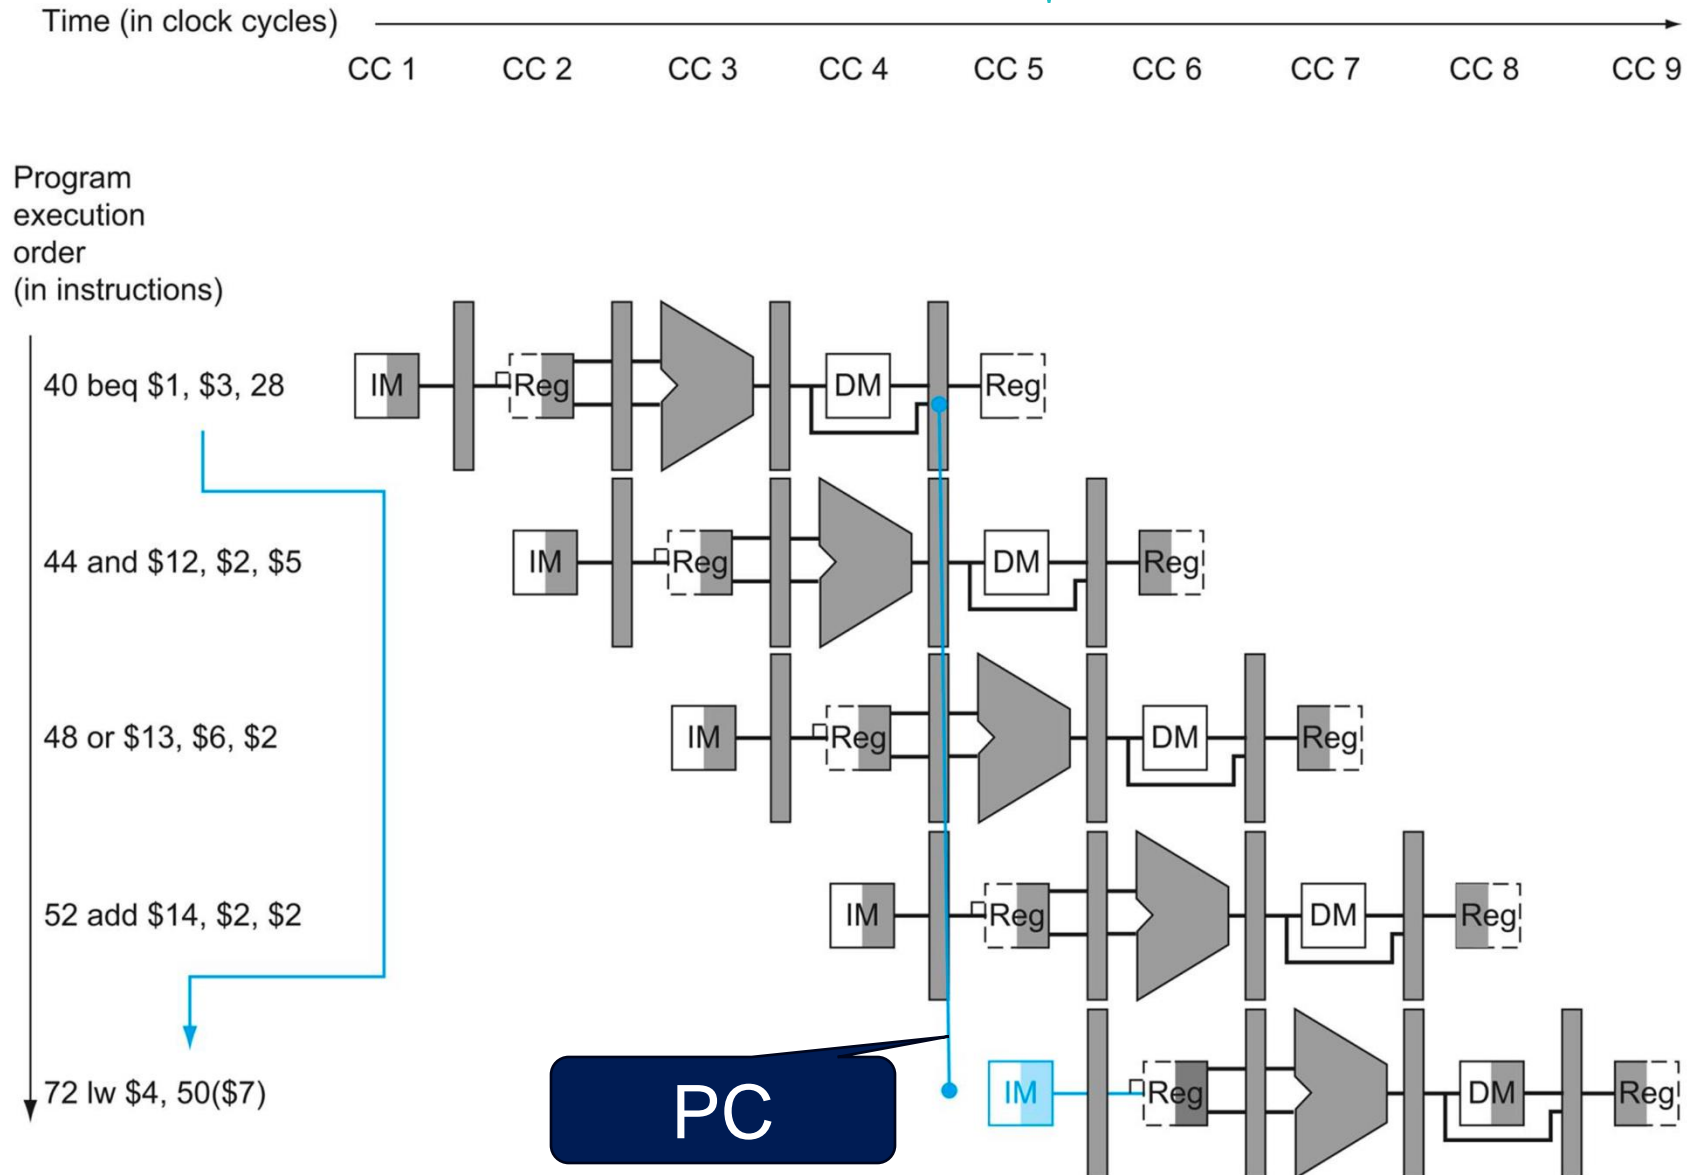 Time (in clock cycles)
CC 1 CC 2 CC 3 CC 4 CC 5 CC 6 CC 7 CC 8 CC 9
Program
execution
order
(in instructions)
40 beq $1, $3, 28
IM Reg DM Reg
44 and $12, $2, $5
IM Reg DM Reg
48 or $13, $6, $2
IM Reg DM Reg
52 add $14, $2, $2
IM Reg DM Reg
72 lw $4, 50($7)
IM Reg DM Reg
PC